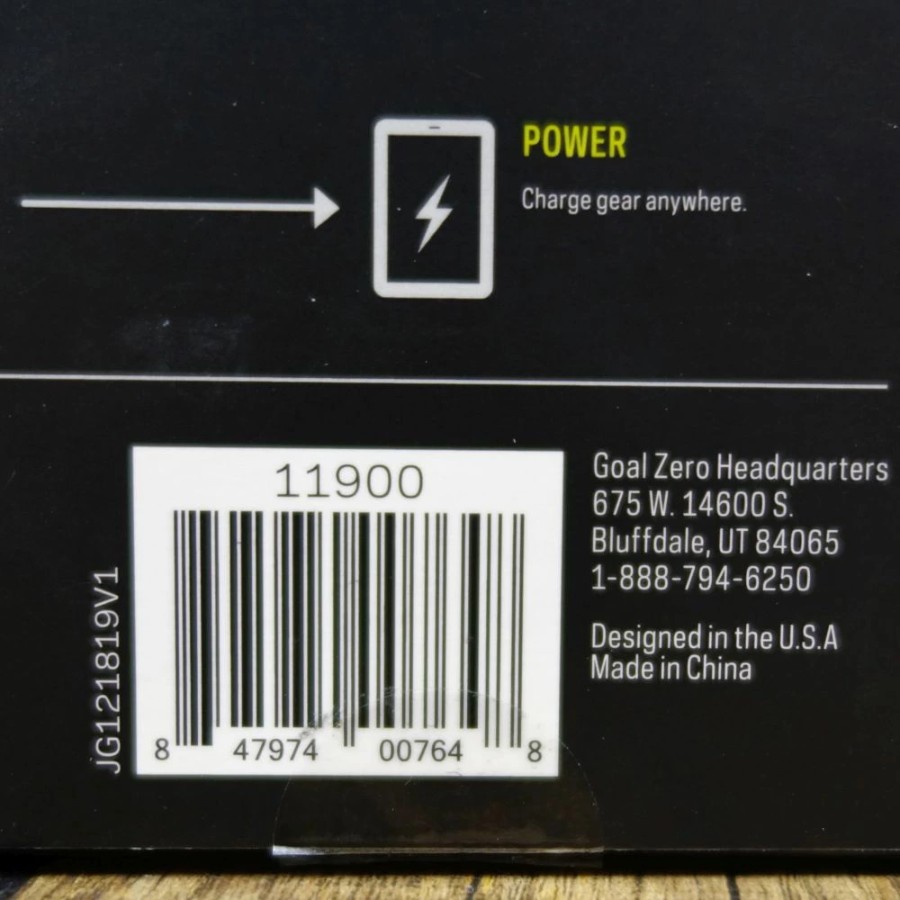 POWER
Charge gear anywhere.
11900
8 47974 00764 8
JG121819V1
Goal Zero Headquarters
675 W. 14600 S.
Bluffdale, UT 84065
1-888-794-6250
Designed in the U.S.A
Made in China